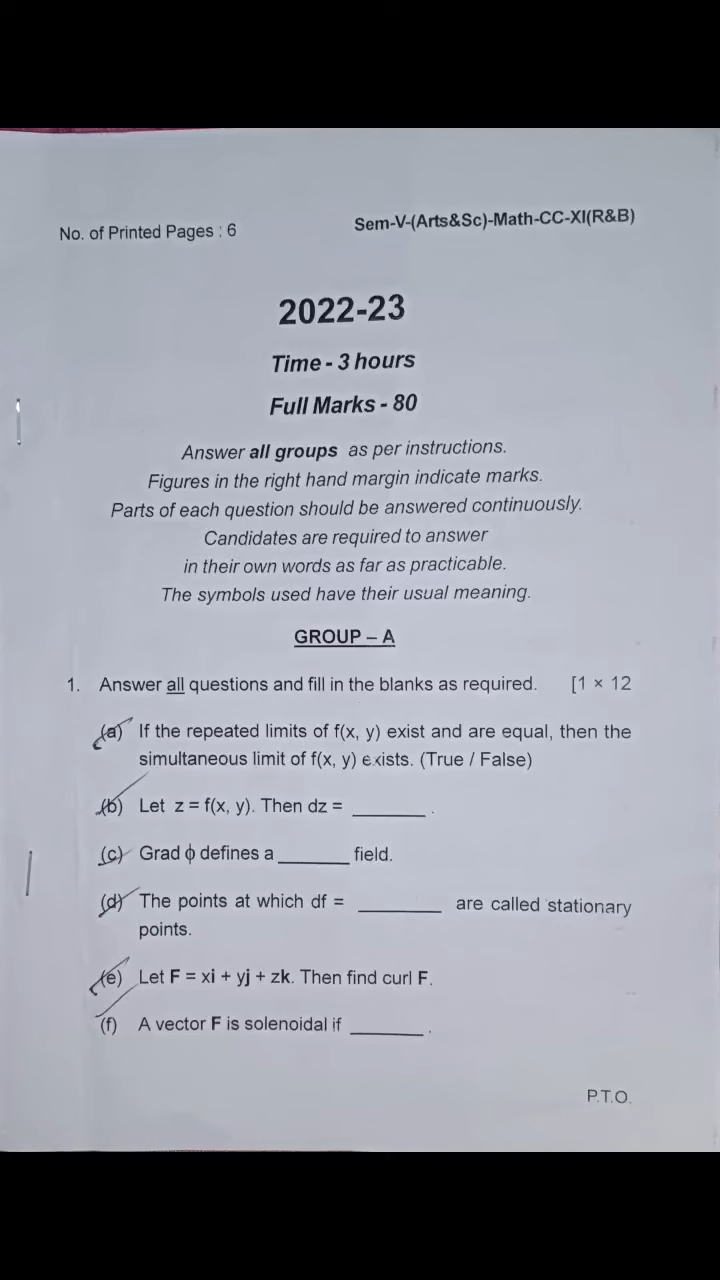 No. of Printed Pages : 6
Sem-V-(Arts&Sc)-Math-CC-XI(R&B)
2022-23
Time - 3 hours
Full Marks - 80
Answer all groups as per instructions.
Figures in the right hand margin indicate marks.
Parts of each question should be answered continuously.
Candidates are required to answer
in their own words as far as practicable.
The symbols used have their usual meaning.
GROUP – A
1. Answer all questions and fill in the blanks as required. [1 × 12
(a) If the repeated limits of f(x, y) exist and are equal, then the
simultaneous limit of f(x, y) exists. (True / False)
(b) Let z = f(x, y). Then dz = ________ .
(c) Grad ϕ defines a ________ field.
(d) The points at which df = ________ are called stationary
points.
(e) Let F = xi + yj + zk. Then find curl F.
(f) A vector F is solenoidal if ________ .
P.T.O.